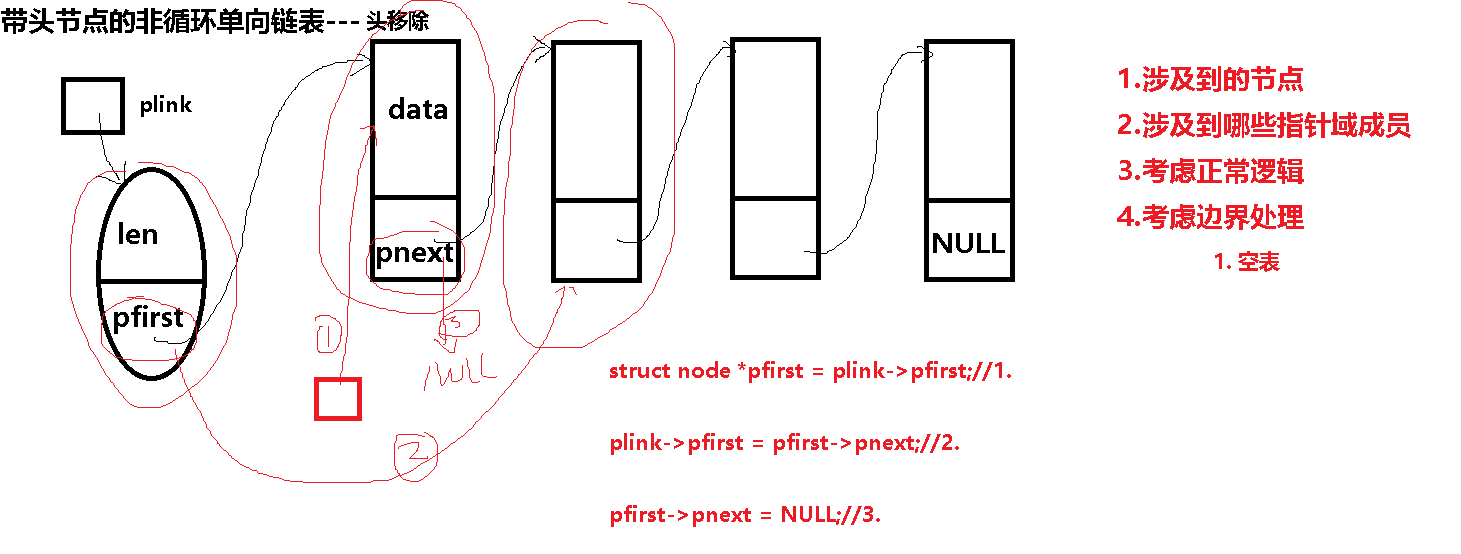 带头节点的非循环单向链表--- 头移除
plink
len
pfirst
data
pnext
NULL
1
2
3
NULL
1.涉及到的节点
2.涉及到哪些指针域成员
3.考虑正常逻辑
4.考虑边界处理
1. 空表
struct node *pfirst = plink->pfirst;//1.
plink->pfirst = pfirst->pnext;//2.
pfirst->pnext = NULL;//3.